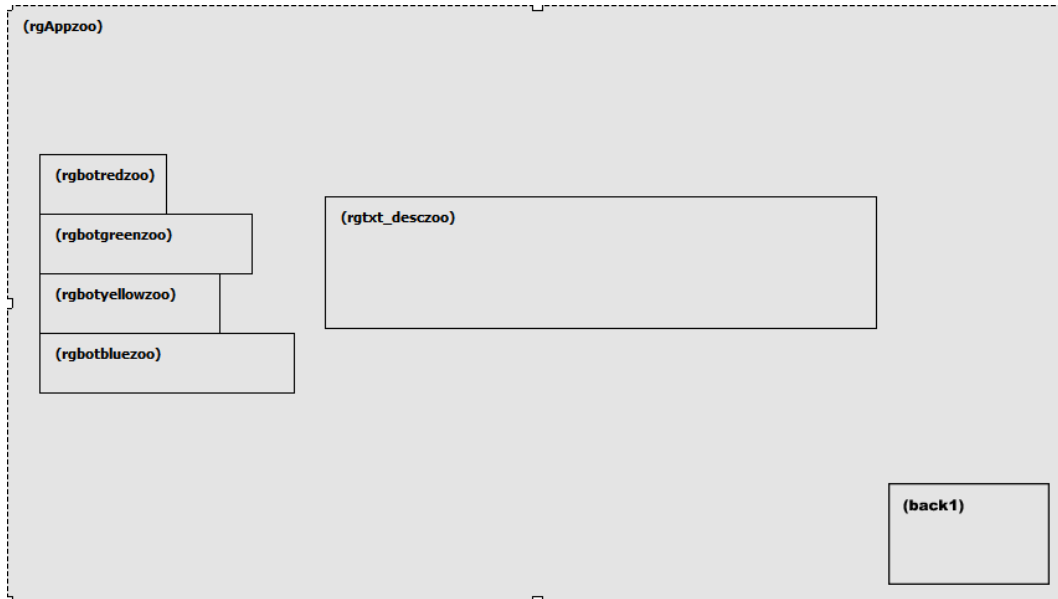 (rgAppzoo)
(rgbotredzoo)
(rgbotgreenzoo)
(rgbotyellowzoo)
(rgbotbluezoo)
(rgtxt_desczoo)
(back1)